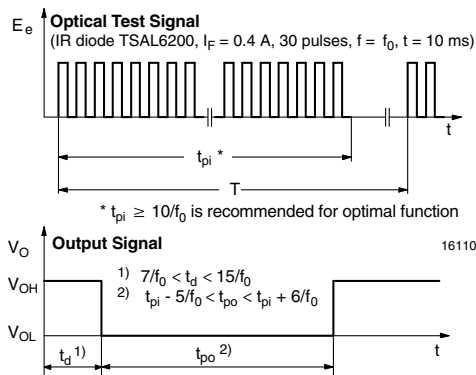 E_e Optical Test Signal
(IR diode TSAL6200, I_F = 0.4 A, 30 pulses, f = f_0, t = 10 ms)
t
t_pi *
T
* t_pi ≥ 10/f_0 is recommended for optimal function
V_O Output Signal 16110
V_OH
1) 7/f_0 < t_d < 15/f_0
2) t_pi - 5/f_0 < t_po < t_pi + 6/f_0
V_OL
t_d 1) t_po 2) t